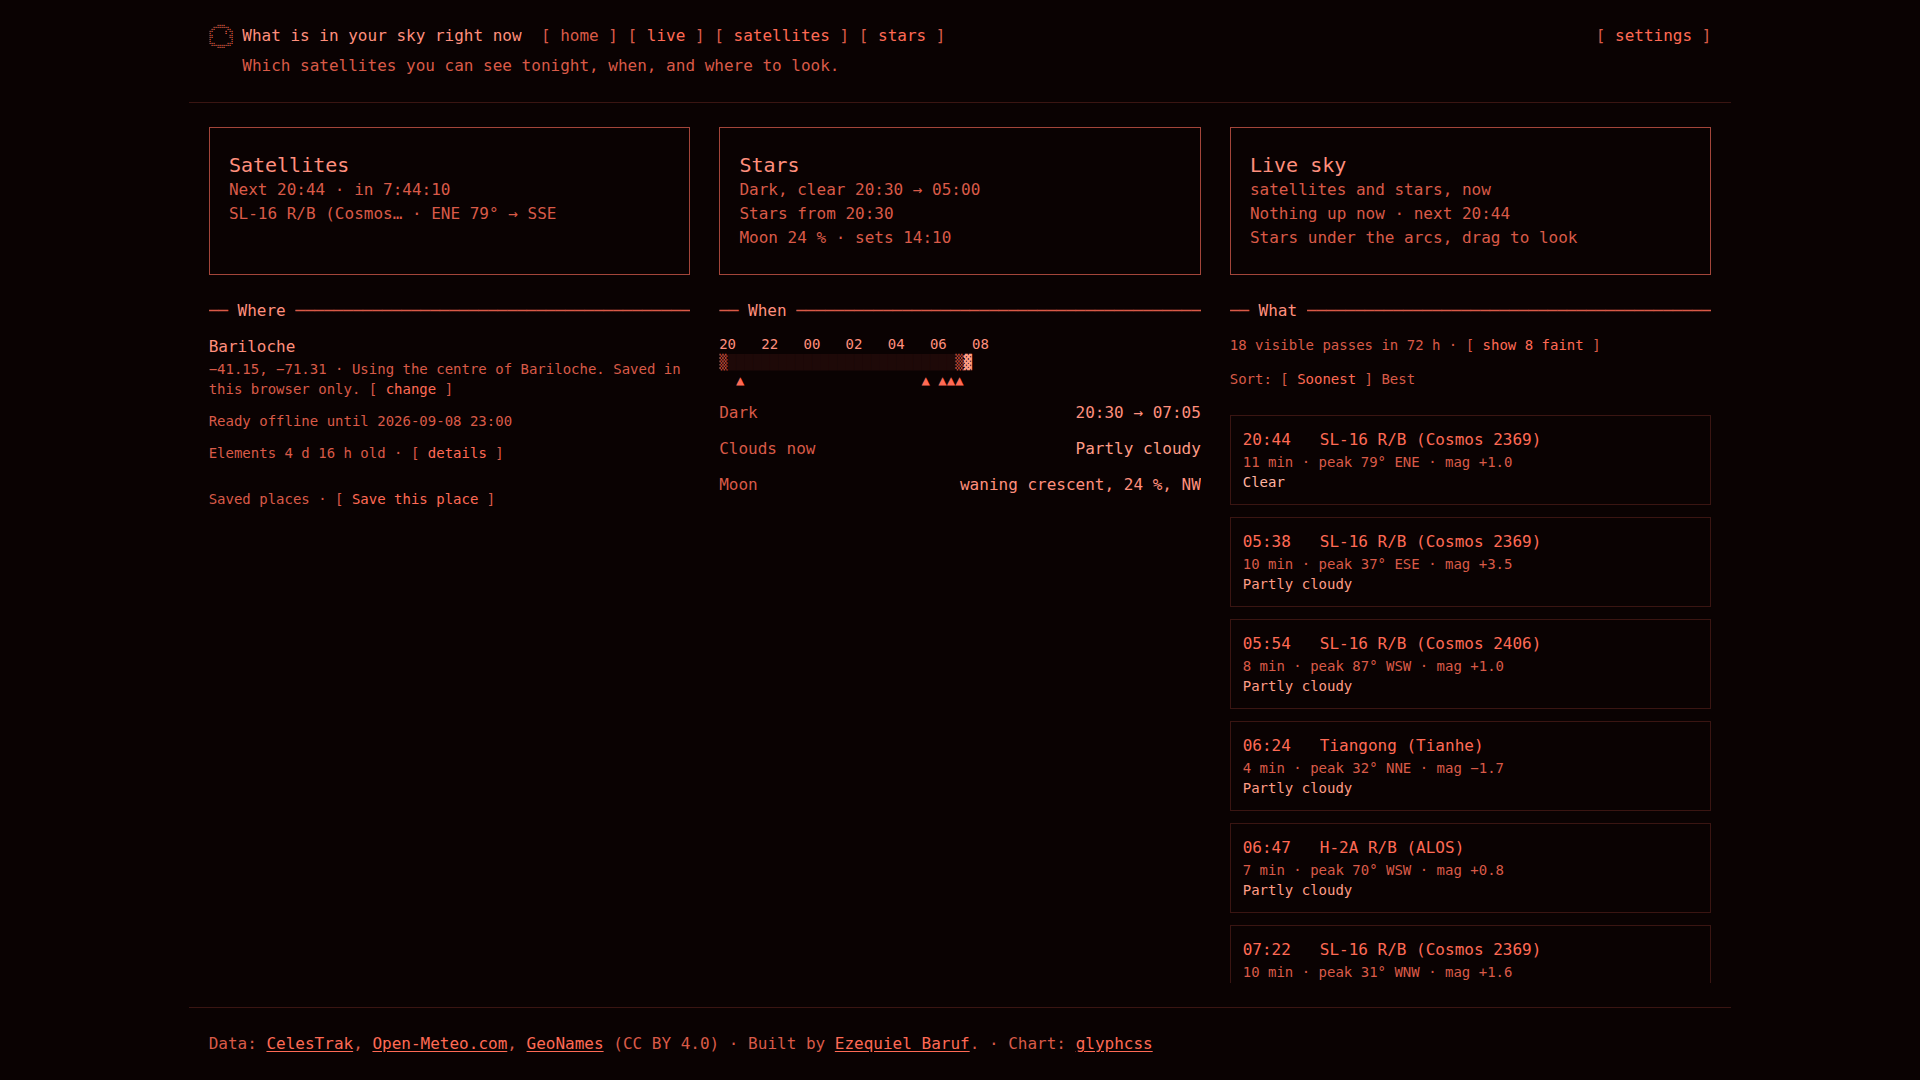 What is in your sky right now [ home ] [ live ] [ satellites ] [ stars ] [ settings ]
Which satellites you can see tonight, when, and where to look.
Satellites
Next 20:44 · in 7:44:10
SL-16 R/B (Cosmos… · ENE 79° → SSE
Stars
Dark, clear 20:30 → 05:00
Stars from 20:30
Moon 24 % · sets 14:10
Live sky
satellites and stars, now
Nothing up now · next 20:44
Stars under the arcs, drag to look
Where
Bariloche
−41.15, −71.31 · Using the centre of Bariloche. Saved in
this browser only. [ change ]
Ready offline until 2026-09-08 23:00
Elements 4 d 16 h old · [ details ]
Saved places · [ Save this place ]
When
20 22 00 02 04 06 08
Dark 20:30 → 07:05
Clouds now Partly cloudy
Moon waning crescent, 24 %, NW
What
18 visible passes in 72 h · [ show 8 faint ]
Sort: [ Soonest ] Best
20:44 SL-16 R/B (Cosmos 2369)
11 min · peak 79° ENE · mag +1.0
Clear
05:38 SL-16 R/B (Cosmos 2369)
10 min · peak 37° ESE · mag +3.5
Partly cloudy
05:54 SL-16 R/B (Cosmos 2406)
8 min · peak 87° WSW · mag +1.0
Partly cloudy
06:24 Tiangong (Tianhe)
4 min · peak 32° NNE · mag −1.7
Partly cloudy
06:47 H-2A R/B (ALOS)
7 min · peak 70° WSW · mag +0.8
Partly cloudy
07:22 SL-16 R/B (Cosmos 2369)
10 min · peak 31° WNW · mag +1.6
Data: CelesTrak, Open-Meteo.com, GeoNames (CC BY 4.0) · Built by Ezequiel Baruf. · Chart: glyphcss